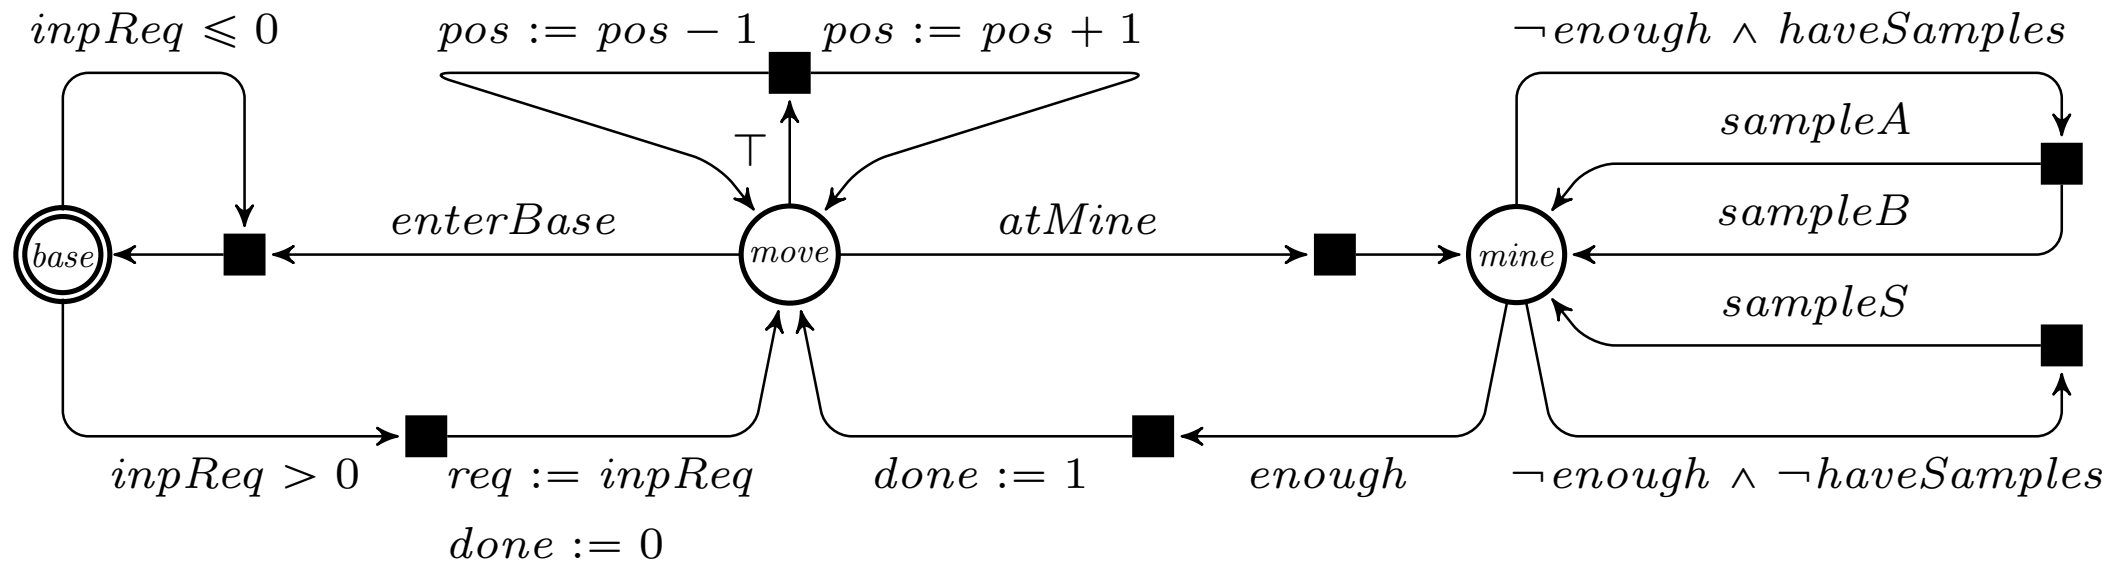 inpReq ⩽ 0
pos := pos − 1
pos := pos + 1
¬enough ∧ haveSamples
⊤
sampleA
enterBase
atMine
sampleB
base
move
mine
sampleS
inpReq > 0
req := inpReq
done := 0
done := 1
enough
¬enough ∧ ¬haveSamples